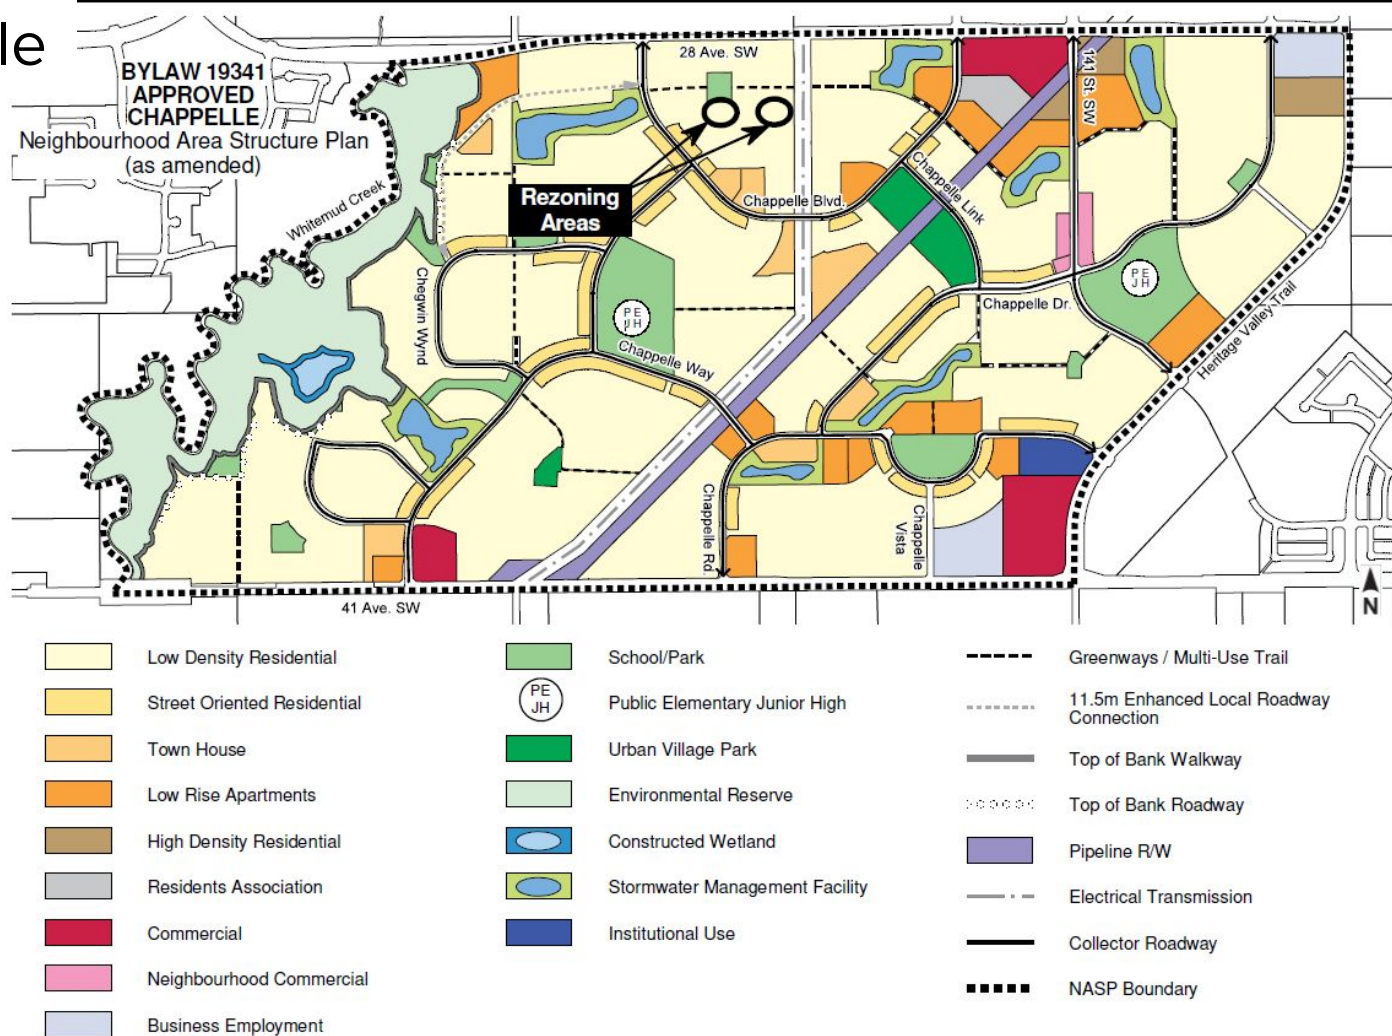 le
BYLAW 19341
APPROVED
CHAPPELLE
Neighbourhood Area Structure Plan
(as amended)
Whitemud Creek
28 Ave. SW
141 St. SW
Rezoning
Areas
Chappelle Blvd.
Chappelle Link
Chegwin Wynd
PE
JH
PE
JH
Chappelle Dr.
Chappelle Way
Heritage Valley Trail
Chappelle Rd.
Chappelle
Vista
41 Ave. SW
N
Low Density Residential
Street Oriented Residential
Town House
Low Rise Apartments
High Density Residential
Residents Association
Commercial
Neighbourhood Commercial
Business Employment
School/Park
PE
JH
Public Elementary Junior High
Urban Village Park
Environmental Reserve
Constructed Wetland
Stormwater Management Facility
Institutional Use
Greenways / Multi-Use Trail
11.5m Enhanced Local Roadway
Connection
Top of Bank Walkway
Top of Bank Roadway
Pipeline R/W
Electrical Transmission
Collector Roadway
NASP Boundary